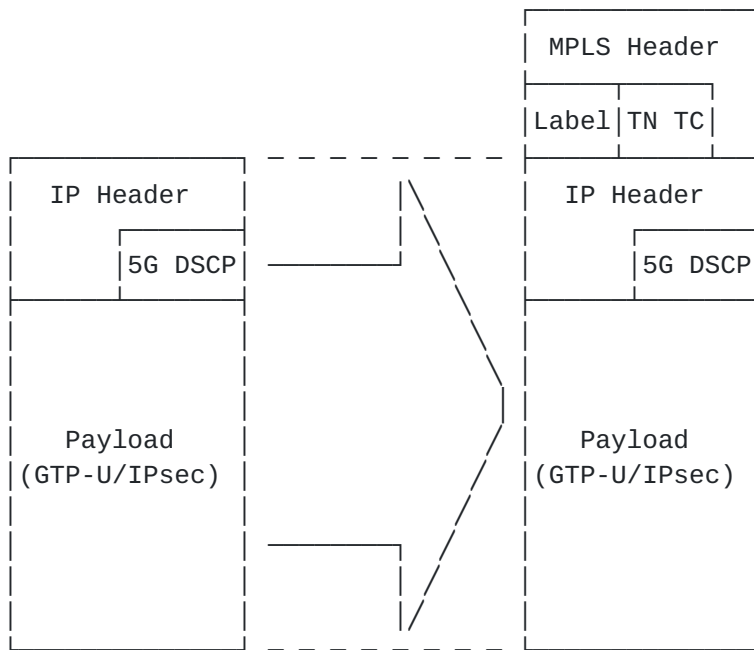 MPLS Header
Label TN TC
IP Header IP Header
5G DSCP 5G DSCP
Payload Payload
(GTP-U/IPsec) (GTP-U/IPsec)